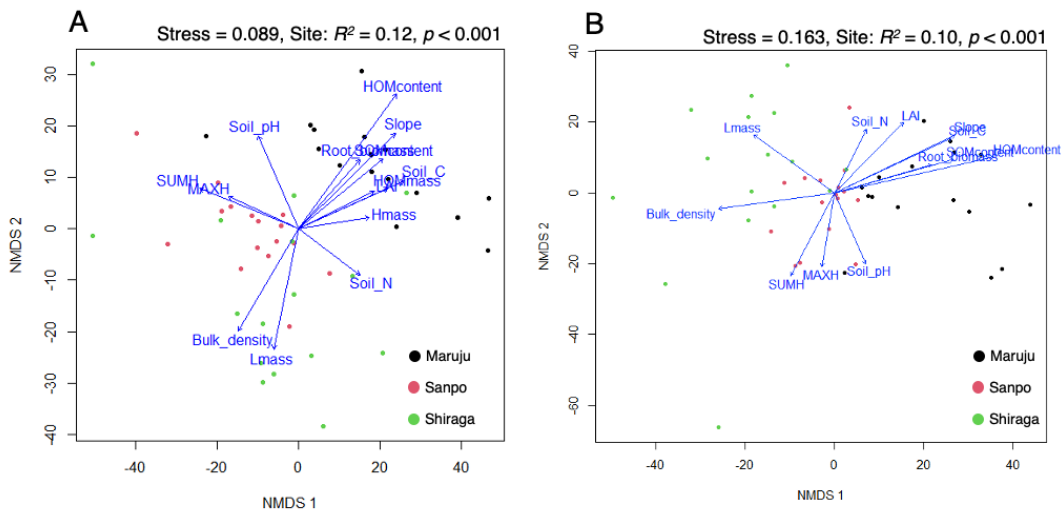 A
Stress = 0.089, Site: R² = 0.12, p < 0.001
30
20
10
0
-10
-20
-30
-40
NMDS 2
HOMcontent
Slope
Soil_pH
Root_biomass
SOMcontent
Soil_C
SUMH
MAXH
HOMmass
LAI
Hmass
Soil_N
Bulk_density
Lmass
Maruju
Sanpo
Shiraga
-40
-20
0
20
40
NMDS 1
B
Stress = 0.163, Site: R² = 0.10, p < 0.001
40
20
0
-20
-40
-60
NMDS 2
Lmass
Soil_N
LAI
Slope
Soil_C
SOMcontent
HOMcontent
Root_biomass
Bulk_density
SUMH
MAXH
Soil_pH
Maruju
Sanpo
Shiraga
-40
-20
0
20
40
NMDS 1